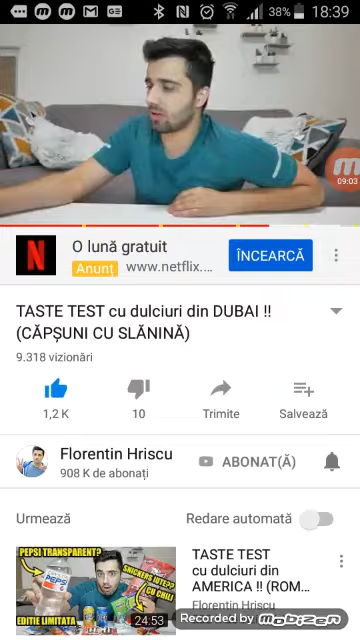 38% 18:39
09:03
O lună gratuit
Anunț www.netflix....
ÎNCEARCĂ
TASTE TEST cu dulciuri din DUBAI !!
(CĂPȘUNI CU SLĂNINĂ)
9.318 vizionări
1,2 K
10
Trimite
Salvează
Florentin Hriscu
908 K de abonați
ABONAT(Ă)
Urmează
Redare automată
PEPSI TRANSPARENT?
SNICKERS IUTE??
CU CHILI
PEPSI
EDITIE LIMITATA
24:53
TASTE TEST
cu dulciuri din
AMERICA !! (ROM...
Florentin Hriscu
Recorded by mobizen